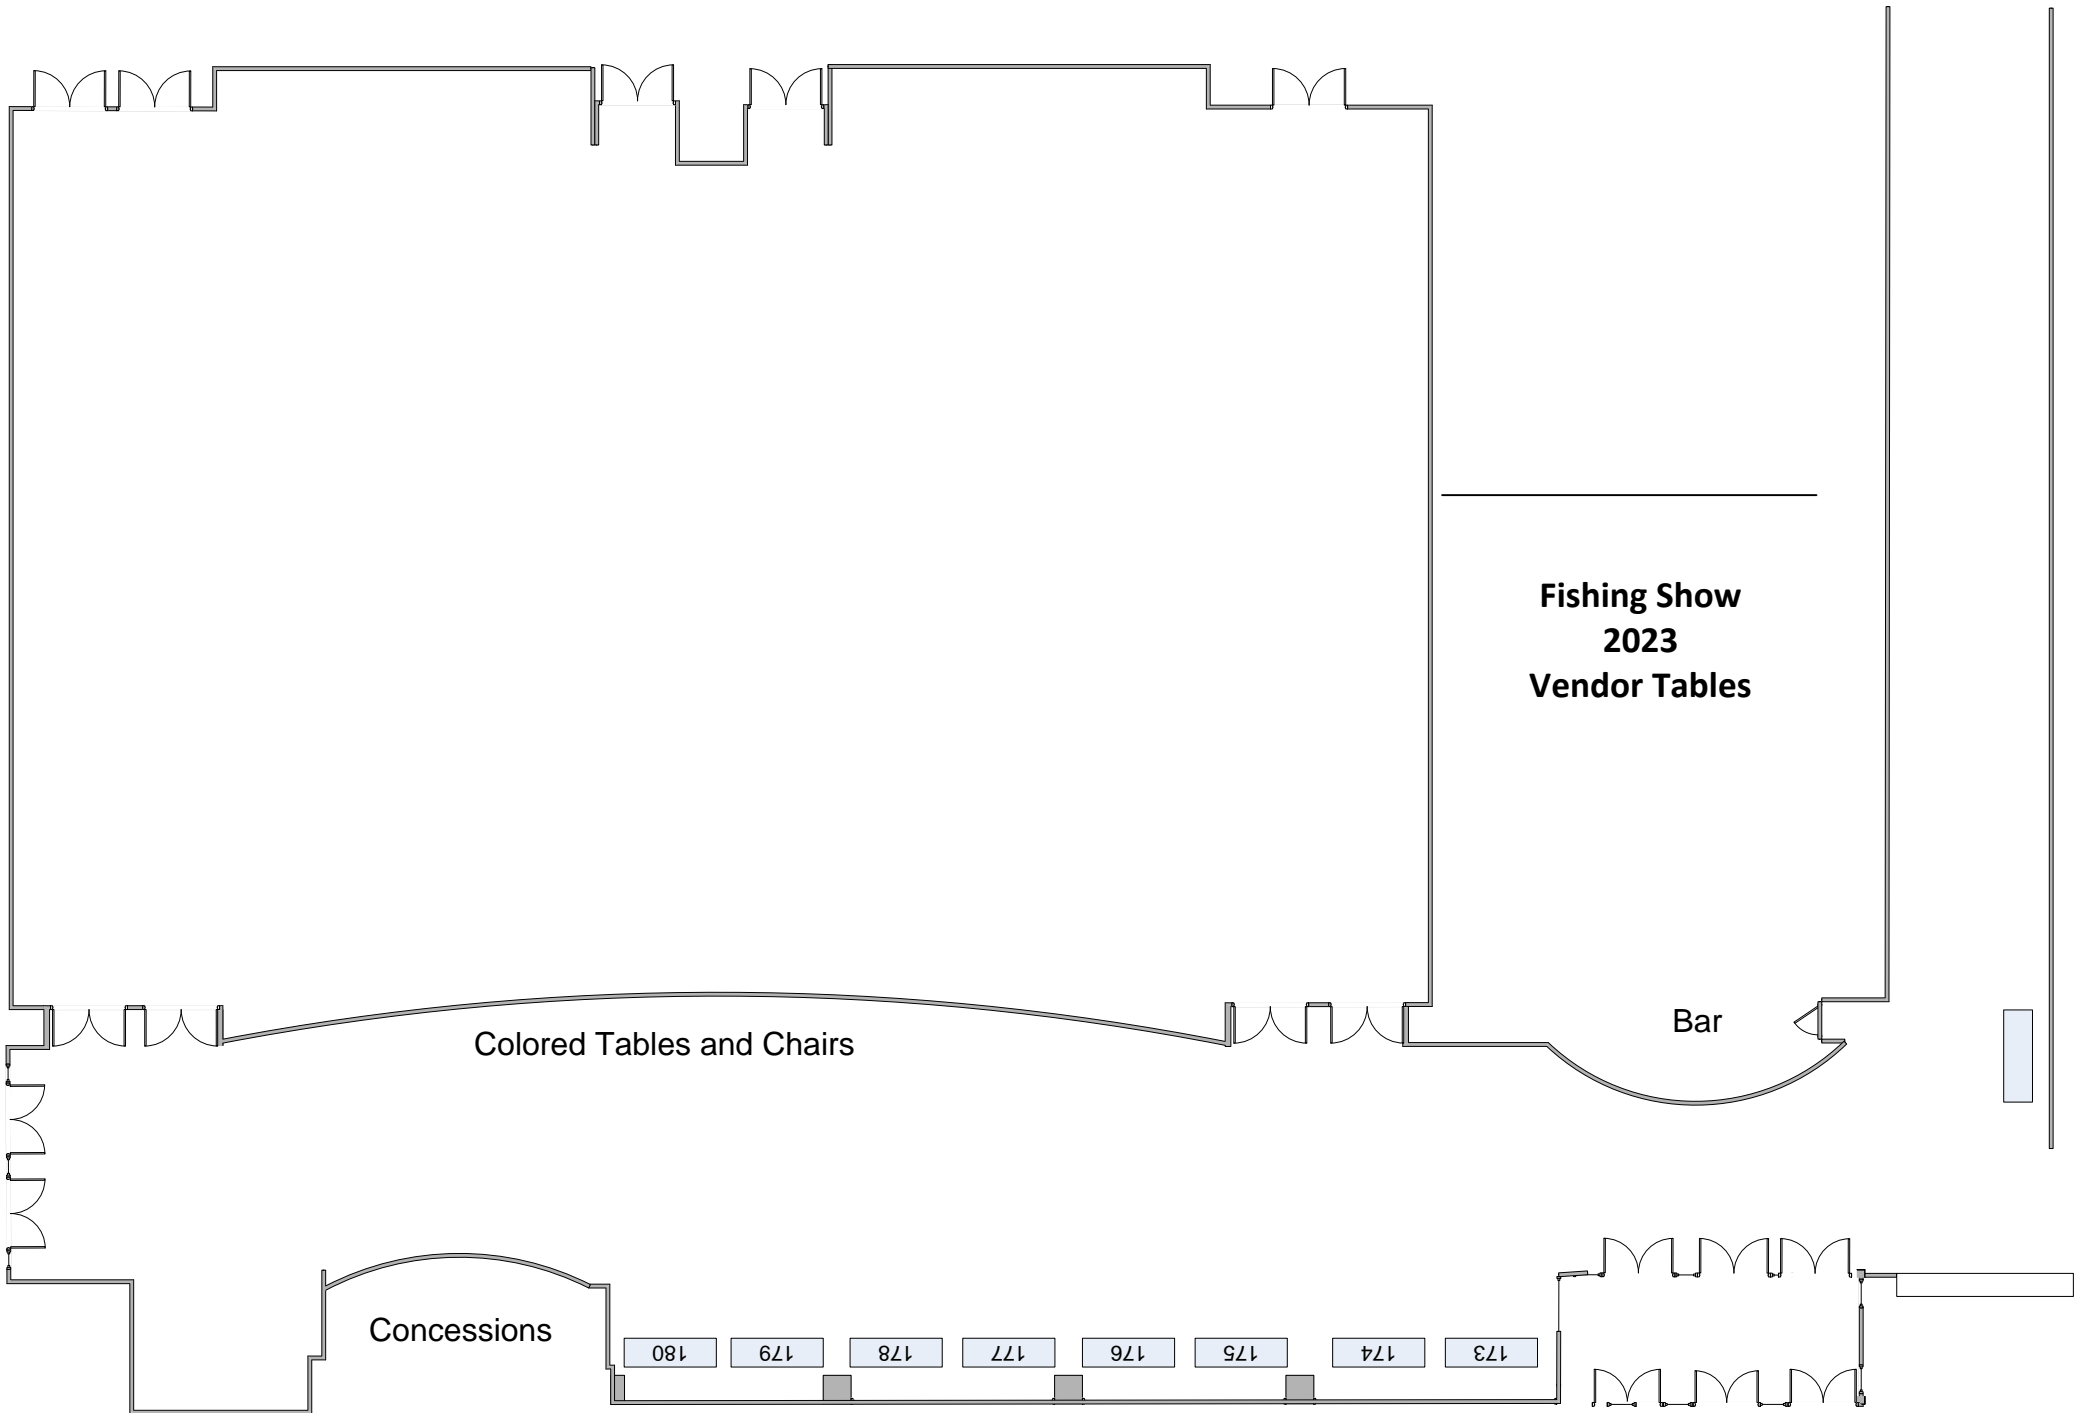 Fishing Show
2023
Vendor Tables
Bar
Colored Tables and Chairs
Concessions
180 179 178 177 176 175 174 173